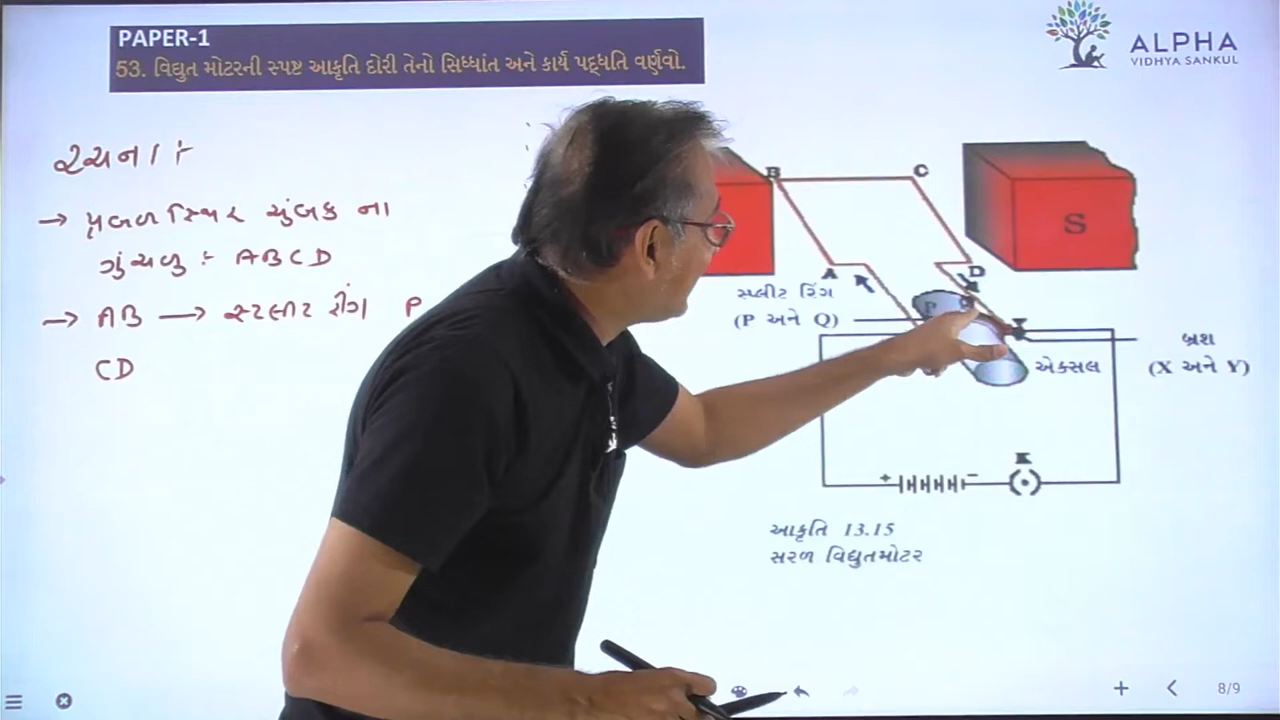 PAPER-1
53. વિદ્યુત મોટરની સ્પષ્ટ આકૃતિ દોરી તેનો સિધ્ધાંત અને કાર્ય પદ્ધતિ વર્ણવો.
ALPHA
VIDHYA SANKUL
રચના :-
→ પ્રબળ સ્થિર ચુંબક ના
ગુંચળુ :- ABCD
→ AB → સ્પ્લીટ રીંગ P
CD
B
C
S
A
D
સ્પ્લીટ રિંગ
(P અને Q)
P
Y
બ્રશ
(X અને Y)
એક્સલ
+
−
K
આકૃતિ 13.15
સરળ વિદ્યુતમોટર
8/9